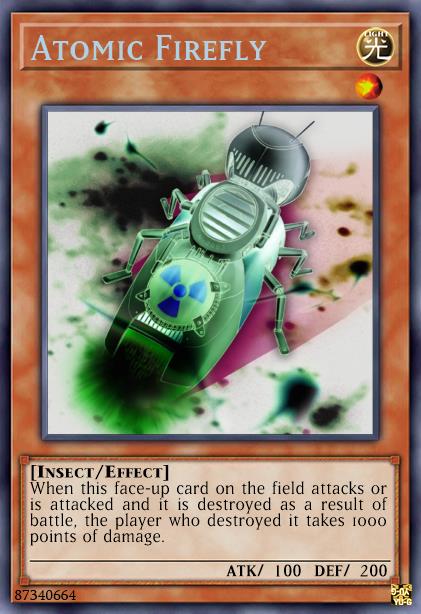 Atomic Firefly
LIGHT
光
[Insect/Effect]
When this face-up card on the field attacks or
is attacked and it is destroyed as a result of
battle, the player who destroyed it takes 1000
points of damage.
ATK/ 100 DEF/ 200
87340664